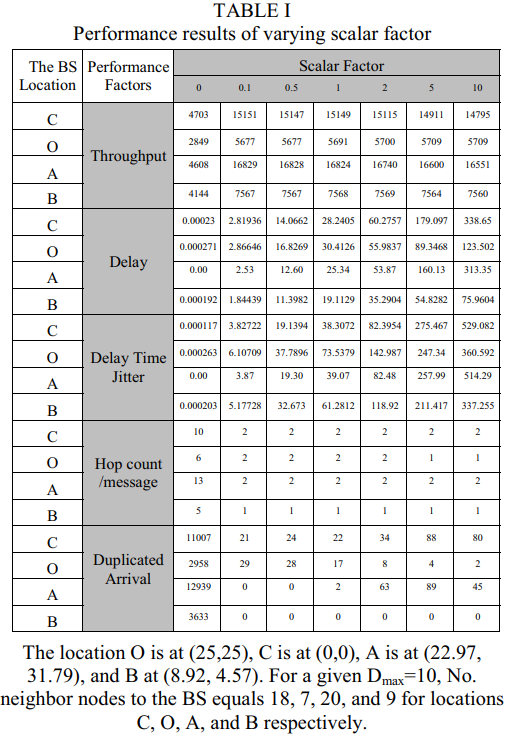 TABLE I
Performance results of varying scalar factor
The BS Location Performance Factors Scalar Factor
0 0.1 0.5 1 2 5 10
C Throughput 4703 15151 15147 15149 15115 14911 14795
O 2849 5677 5677 5691 5700 5709 5709
A 4608 16829 16828 16824 16740 16600 16551
B 4144 7567 7567 7568 7569 7564 7560
C Delay 0.00023 2.81936 14.0662 28.2405 60.2757 179.097 338.65
O 0.000271 2.86646 16.8269 30.4126 55.9837 89.3468 123.502
A 0.00 2.53 12.60 25.34 53.87 160.13 313.35
B 0.000192 1.84439 11.3982 19.1129 35.2904 54.8282 75.9604
C Delay Time Jitter 0.000117 3.82722 19.1394 38.3072 82.3954 275.467 529.082
O 0.000263 6.10709 37.7896 73.5379 142.987 247.34 360.592
A 0.00 3.87 19.30 39.07 82.48 257.99 514.29
B 0.000203 5.17728 32.673 61.2812 118.92 211.417 337.255
C Hop count /message 10 2 2 2 2 2 2
O 6 2 2 2 2 1 1
A 13 2 2 2 2 2 2
B 5 1 1 1 1 1 1
C Duplicated Arrival 11007 21 24 22 34 88 80
O 2958 29 28 17 8 4 2
A 12939 0 0 2 63 89 45
B 3633 0 0 0 0 0 0
The location O is at (25,25), C is at (0,0), A is at (22.97,
31.79), and B at (8.92, 4.57). For a given Dmax=10, No.
neighbor nodes to the BS equals 18, 7, 20, and 9 for locations
C, O, A, and B respectively.